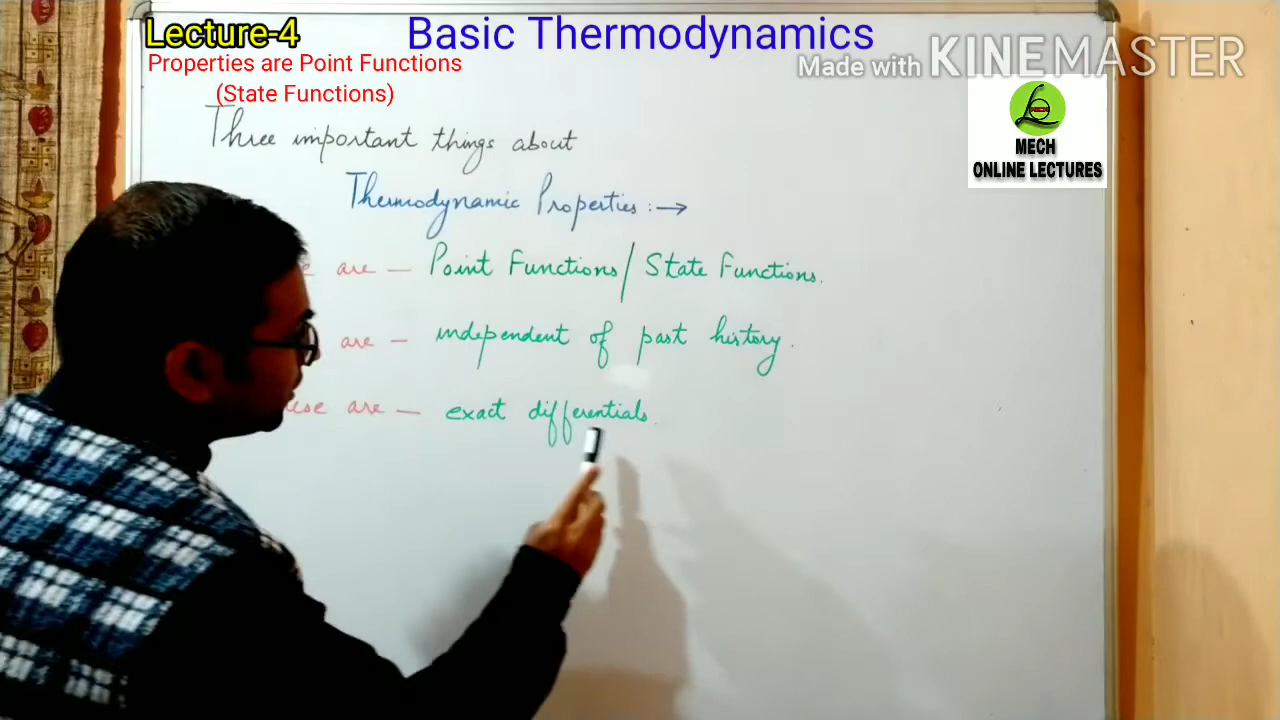 Lecture-4
Basic Thermodynamics
Made with KINEMASTER
Properties are Point Functions
(State Functions)
MECH
ONLINE LECTURES
Three important things about
Thermodynamic Properties :→
are — Point Functions / State Functions.
are — independent of past history.
are — exact differentials.